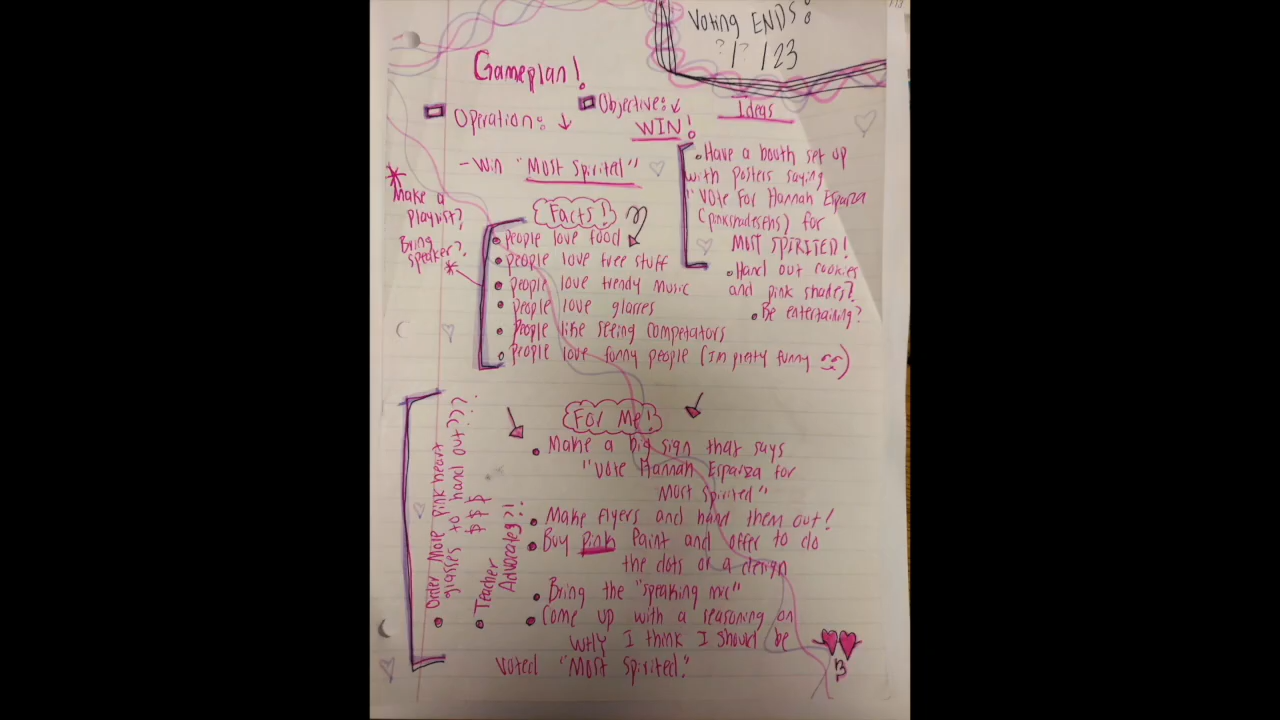 Voting ENDS:
?/? /23
Gameplan!
Operation: ↓
- Win "Most Spirited"
Objective: ↓
WIN!
Ideas
• Have a booth set up
with posters saying
"VOTE FOR Hannah Esparza
(pinkshadesehs) for
MOST SPIRITED!
• Hand out cookies
and pink shades?
• Be entertaining?
* Make a
playlist?
Bring
speaker?
*
Facts!
• people love food
• people love free stuff
• people love trendy music
• people love glasses
• People like seeing competators
• people love funny people (Im pretty funny)
For Me!
• Make a big sign that says
"Vote Hannah Esparza for
Most Spirited"
• Make flyers and hand them out!
• Buy pink Paint and offer to do
the dots or a design
• Bring the "speaking mic"
• Come up with a seasoning on
WHY I think I should be
voted "Most Spirited."
• Order More pink heart
glasses to hand out???
$$$
• Teacher
Advocate?!